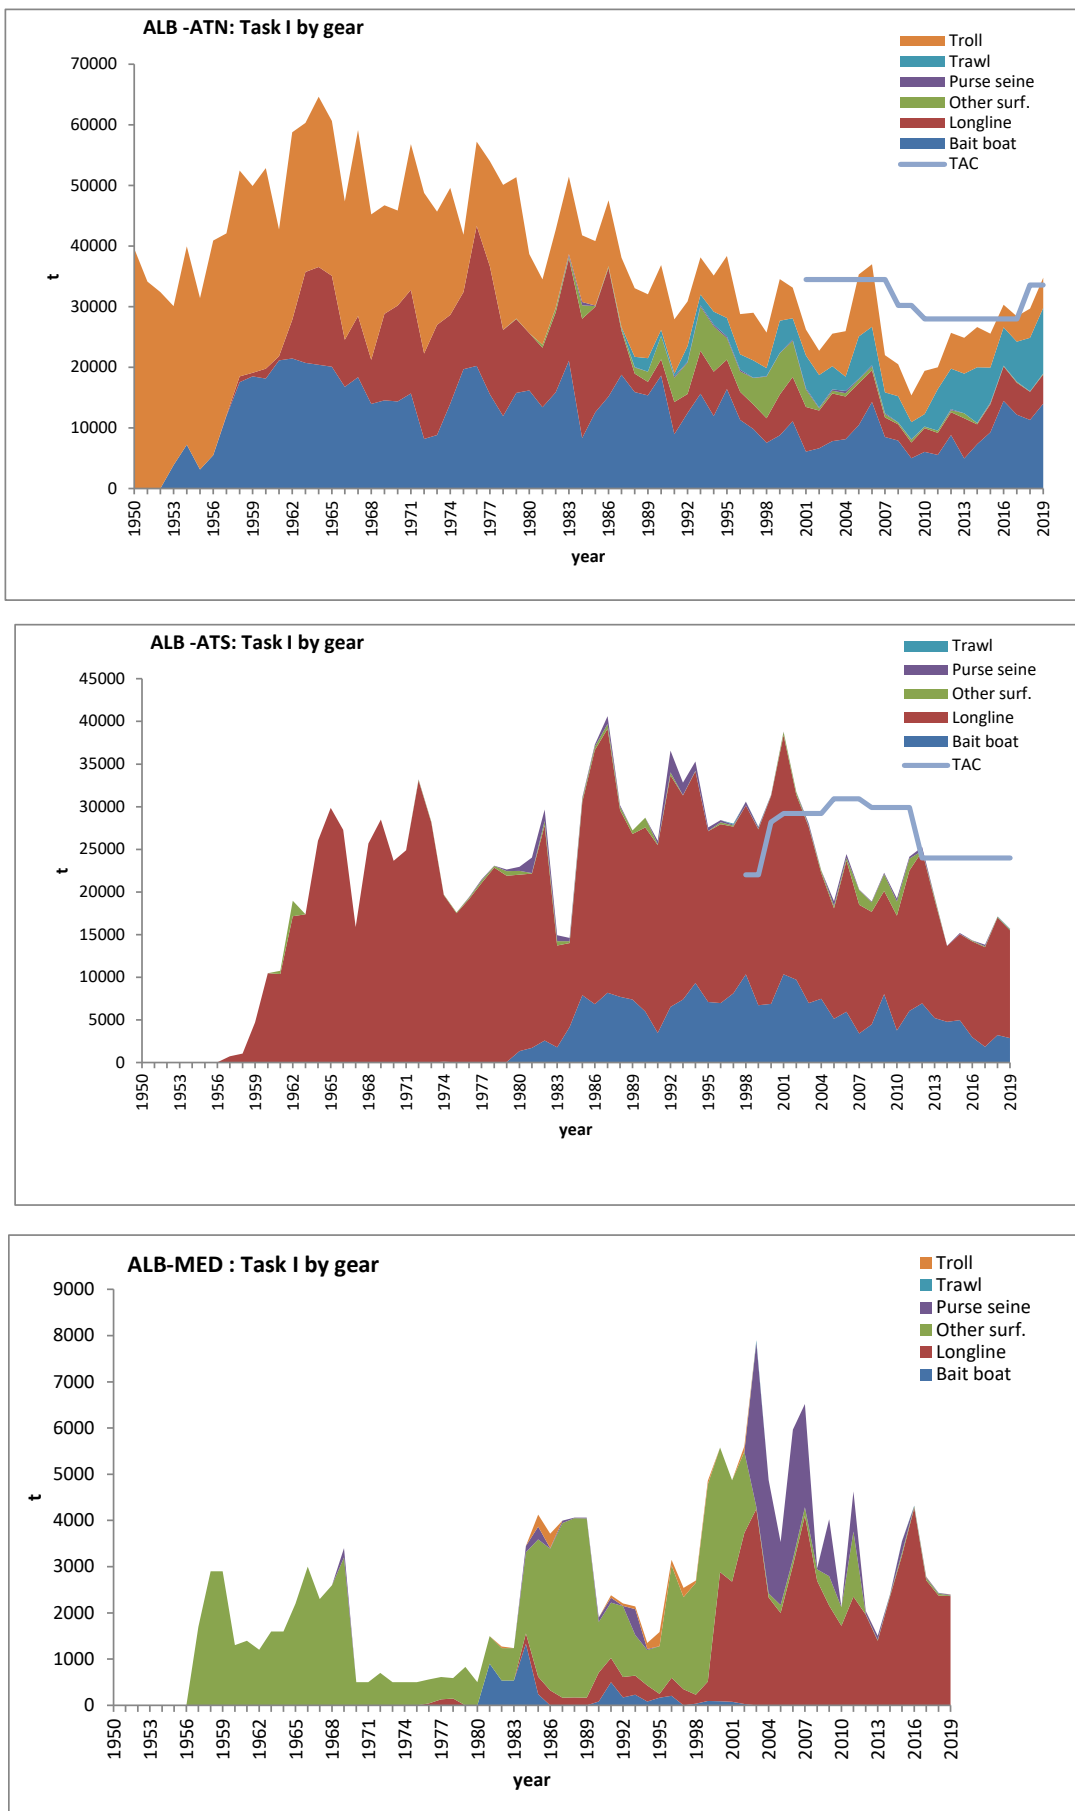 ALB -ATN: Task I by gear
Troll
Trawl
Purse seine
Other surf.
Longline
Bait boat
TAC
70000
60000
50000
40000
30000
20000
10000
0
t
1950 1953 1956 1959 1962 1965 1968 1971 1974 1977 1980 1983 1986 1989 1992 1995 1998 2001 2004 2007 2010 2013 2016 2019
year
ALB -ATS: Task I by gear
Trawl
Purse seine
Other surf.
Longline
Bait boat
TAC
45000
40000
35000
30000
25000
20000
15000
10000
5000
0
t
1950 1953 1956 1959 1962 1965 1968 1971 1974 1977 1980 1983 1986 1989 1992 1995 1998 2001 2004 2007 2010 2013 2016 2019
year
ALB-MED : Task I by gear
Troll
Trawl
Purse seine
Other surf.
Longline
Bait boat
9000
8000
7000
6000
5000
4000
3000
2000
1000
0
t
1950 1953 1956 1959 1962 1965 1968 1971 1974 1977 1980 1983 1986 1989 1992 1995 1998 2001 2004 2007 2010 2013 2016 2019
year